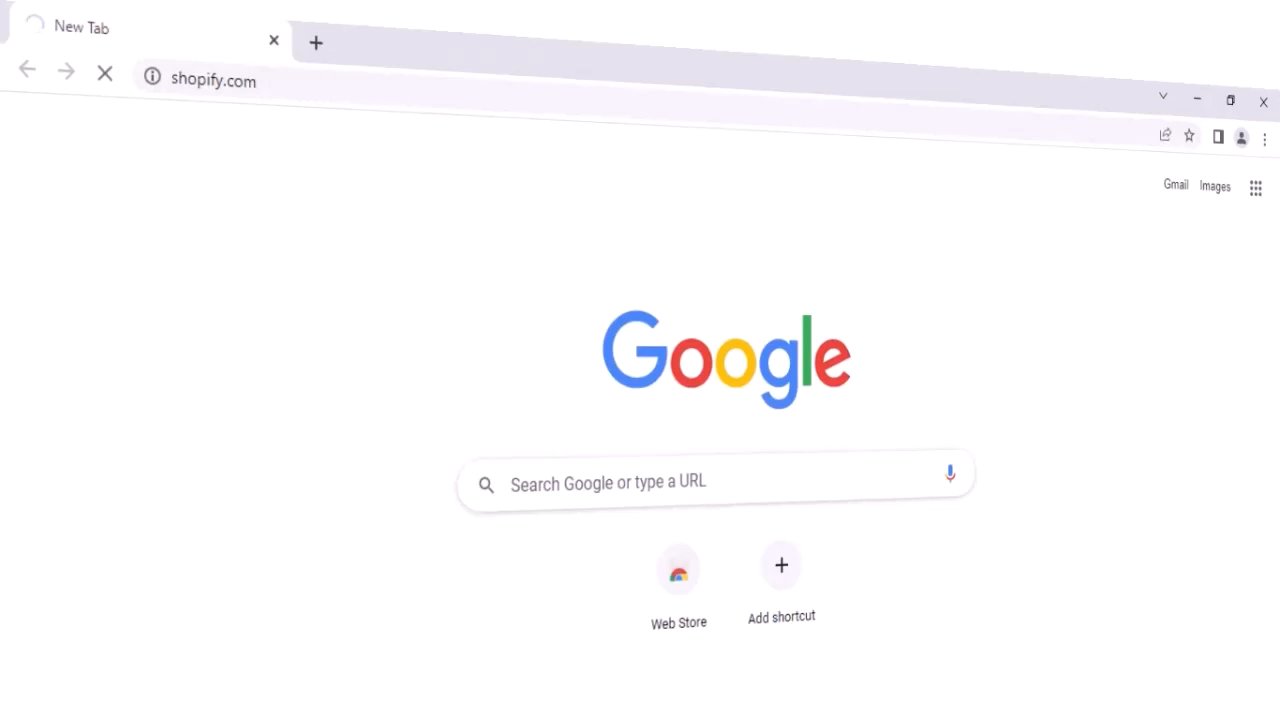 New Tab
shopify.com
Gmail Images
Google
Search Google or type a URL
Web Store
Add shortcut